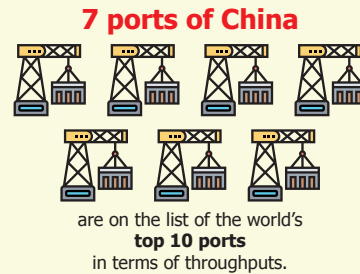 7 ports of China
are on the list of the world's
top 10 ports
in terms of throughputs.